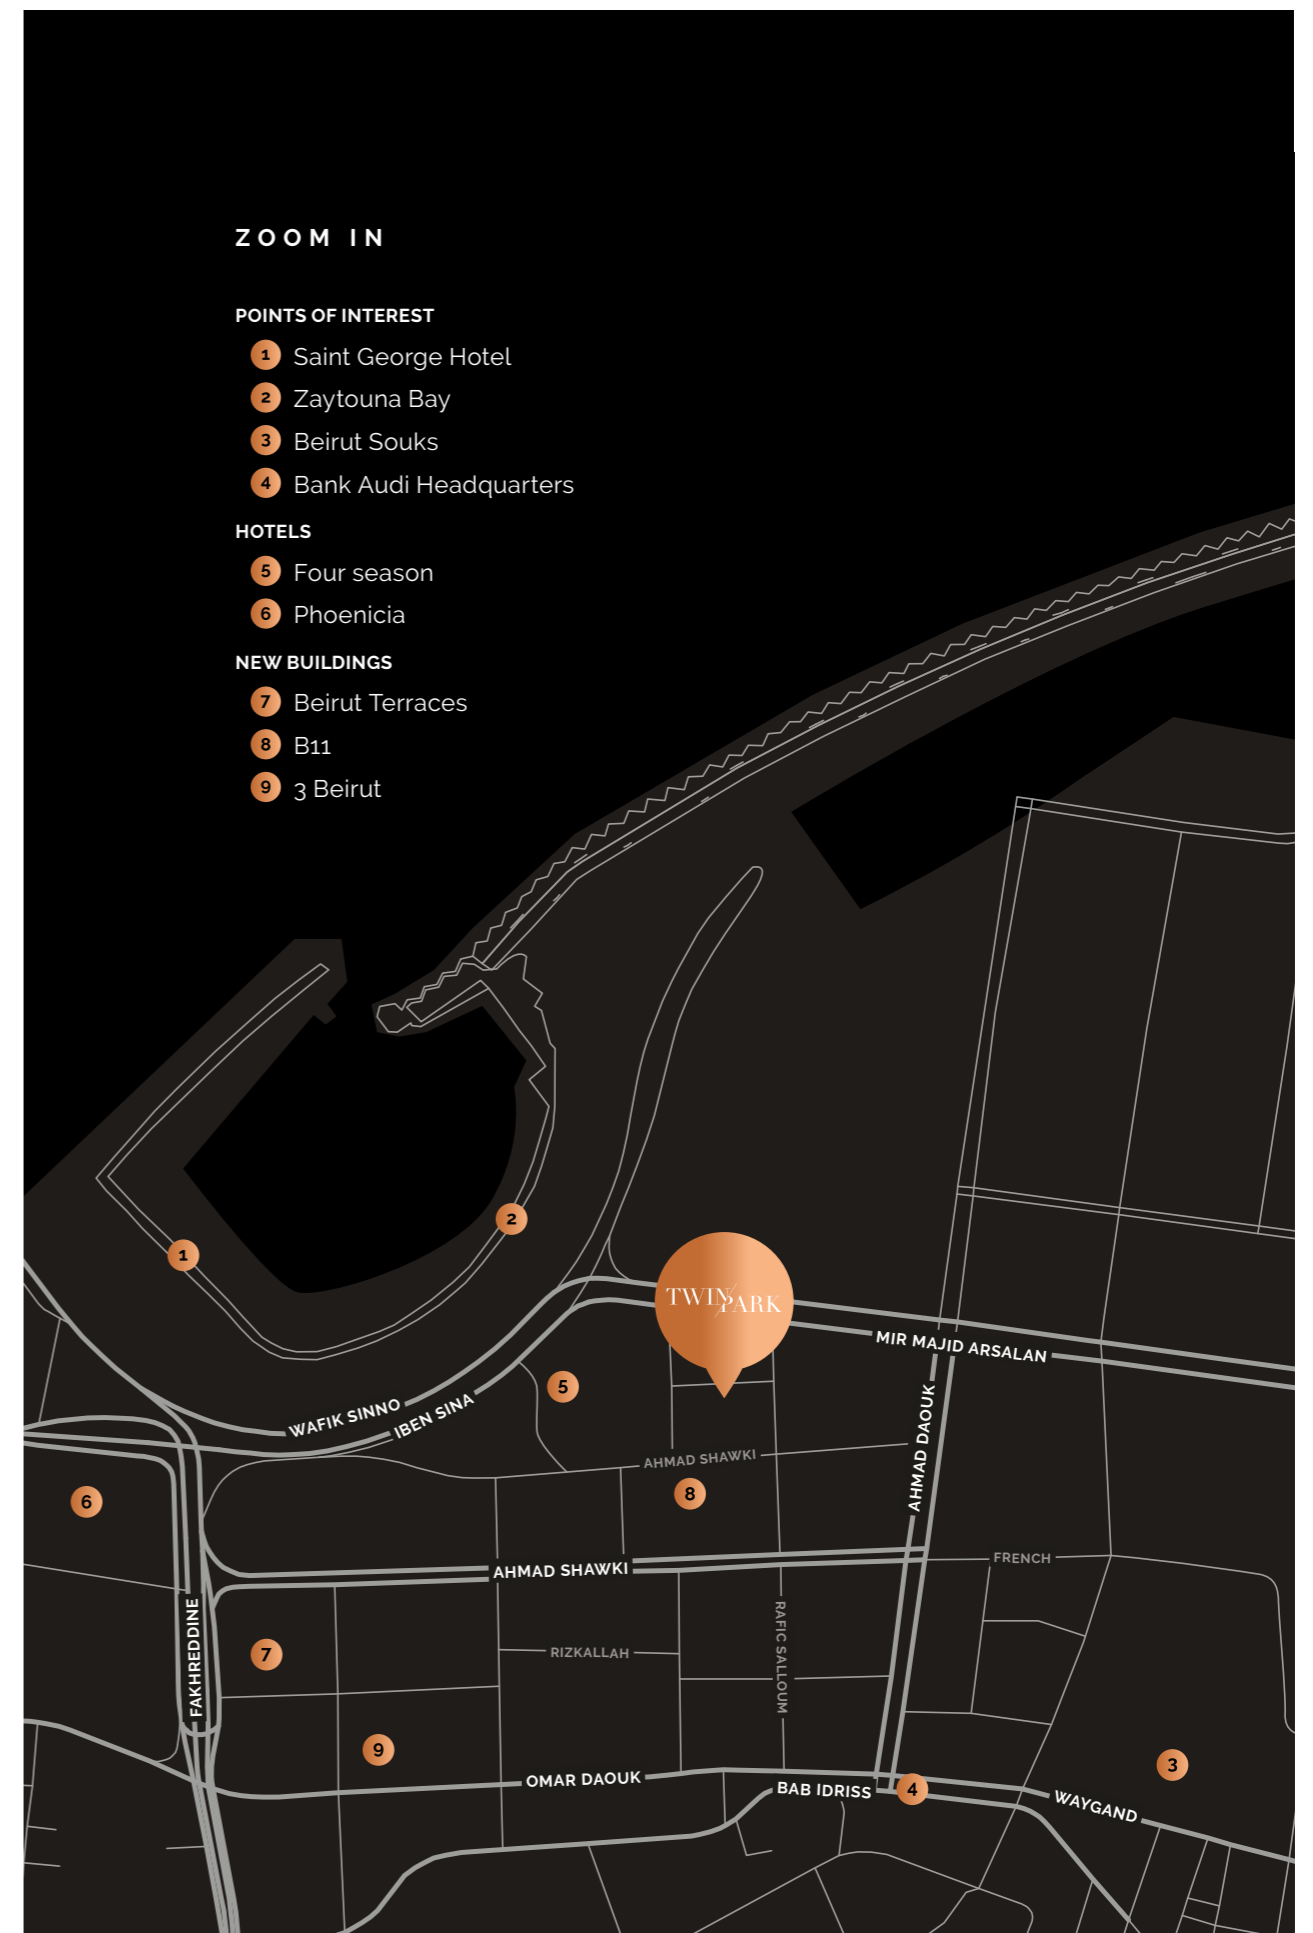 ZOOM IN
POINTS OF INTEREST
1 Saint George Hotel
2 Zaytouna Bay
3 Beirut Souks
4 Bank Audi Headquarters
HOTELS
5 Four season
6 Phoenicia
NEW BUILDINGS
7 Beirut Terraces
8 B11
9 3 Beirut
2
1
TWIN PARK
MIR MAJID ARSALAN
5
WAFIK SINNO
IBEN SINA
AHMAD DAOUK
AHMAD SHAWKI
6
8
FRENCH
AHMAD SHAWKI
FAKHREDDINE
7
RIZKALLAH
RAFIC SALLOUM
9
3
OMAR DAOUK
BAB IDRISS
4
WAYGAND